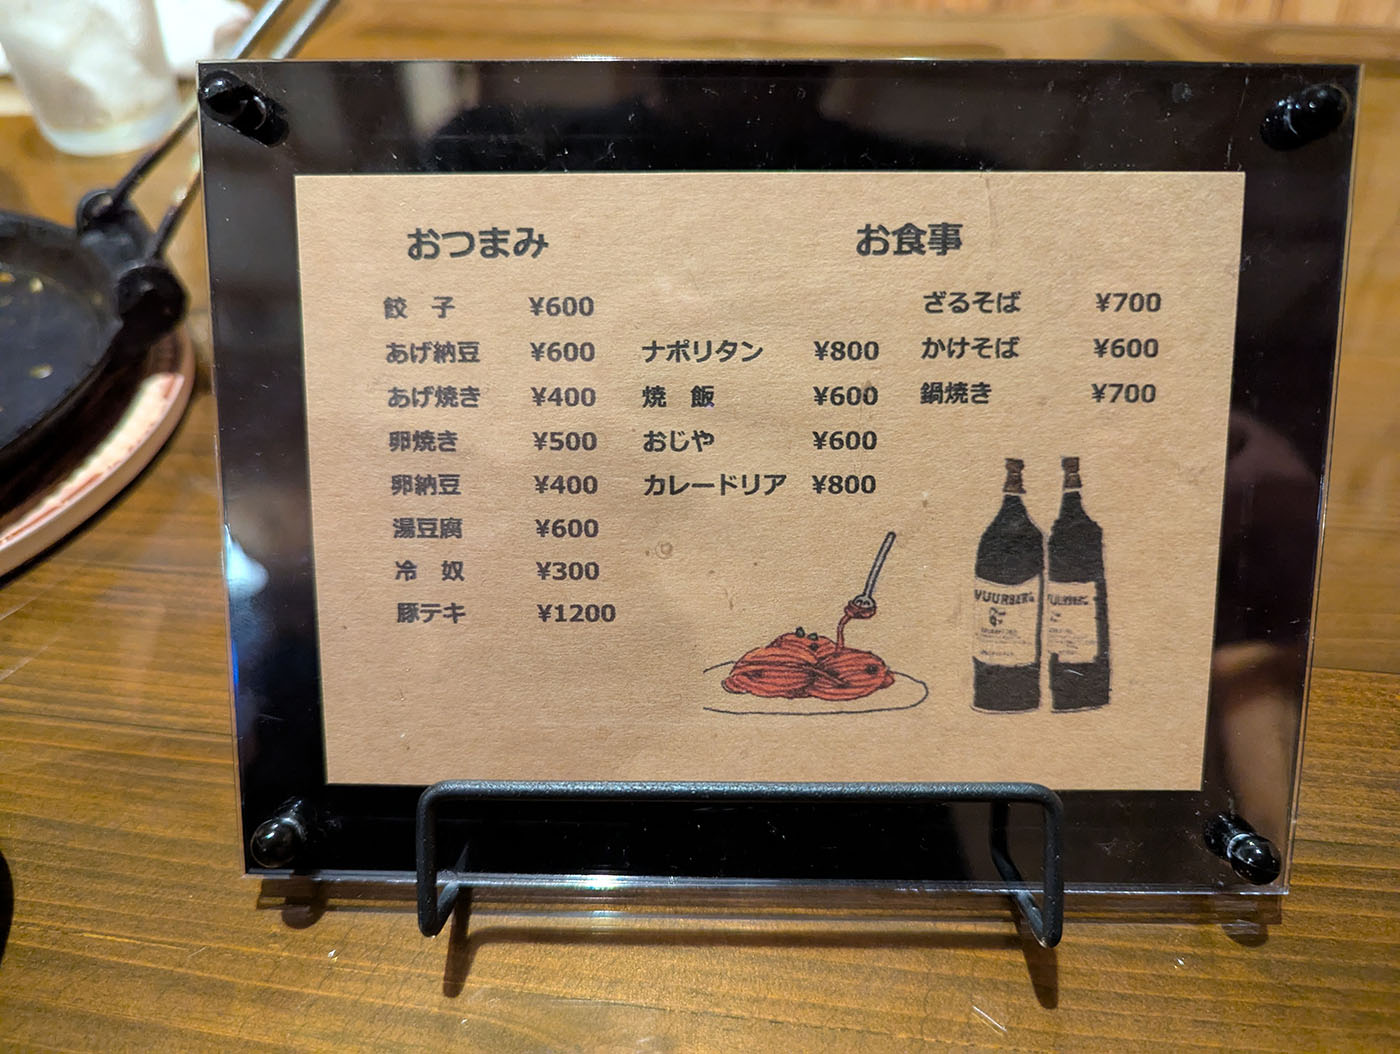 おつまみ
餃 子 ¥600
あげ納豆 ¥600
あげ焼き ¥400
卵焼き ¥500
卵納豆 ¥400
湯豆腐 ¥600
冷 奴 ¥300
豚テキ ¥1200
お食事
ナポリタン ¥800
焼 飯 ¥600
おじや ¥600
カレードリア ¥800
ざるそば ¥700
かけそば ¥600
鍋焼き ¥700
VUURBERG